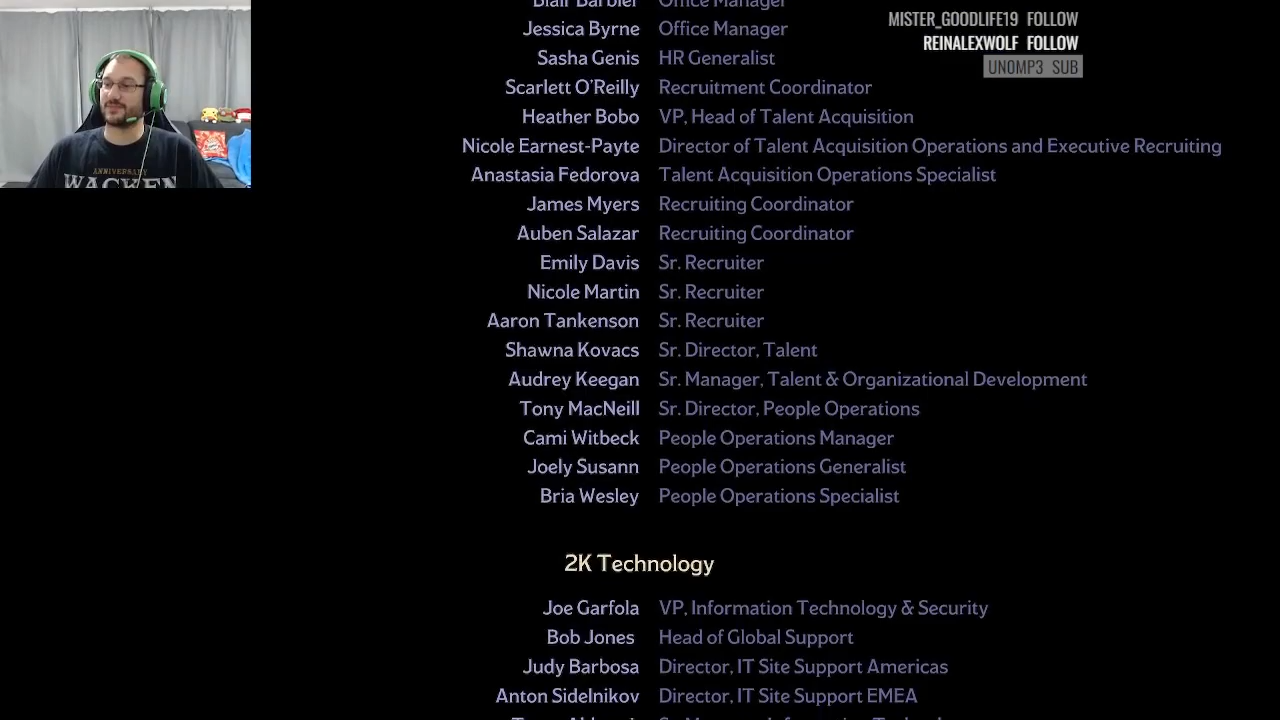 Blair Barbier Office Manager
MISTER_GOODLIFE19 FOLLOW
Jessica Byrne Office Manager
REINALEXWOLF FOLLOW
Sasha Genis HR Generalist
UNOMP3 SUB
Scarlett O'Reilly Recruitment Coordinator
Heather Bobo VP, Head of Talent Acquisition
Nicole Earnest-Payte Director of Talent Acquisition Operations and Executive Recruiting
Anastasia Fedorova Talent Acquisition Operations Specialist
ANNIVERSARY
WACKEN
James Myers Recruiting Coordinator
Auben Salazar Recruiting Coordinator
Emily Davis Sr. Recruiter
Nicole Martin Sr. Recruiter
Aaron Tankenson Sr. Recruiter
Shawna Kovacs Sr. Director, Talent
Audrey Keegan Sr. Manager, Talent & Organizational Development
Tony MacNeill Sr. Director, People Operations
Cami Witbeck People Operations Manager
Joely Susann People Operations Generalist
Bria Wesley People Operations Specialist
2K Technology
Joe Garfola VP, Information Technology & Security
Bob Jones Head of Global Support
Judy Barbosa Director, IT Site Support Americas
Anton Sidelnikov Director, IT Site Support EMEA